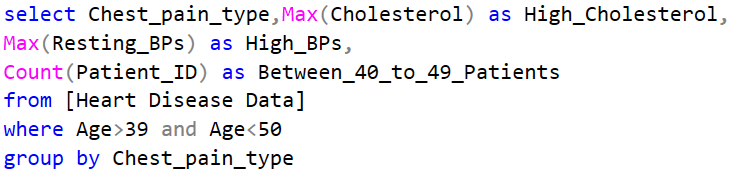 select Chest_pain_type,Max(Cholesterol) as High_Cholesterol,
Max(Resting_BPs) as High_BPs,
Count(Patient_ID) as Between_40_to_49_Patients
from [Heart Disease Data]
where Age>39 and Age<50
group by Chest_pain_type